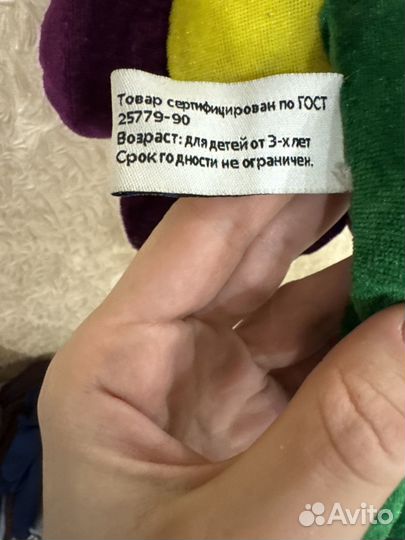 Товар сертифицирован по ГОСТ
25779-90
Возраст: для детей от 3-х лет
Срок годности не ограничен.
Avito